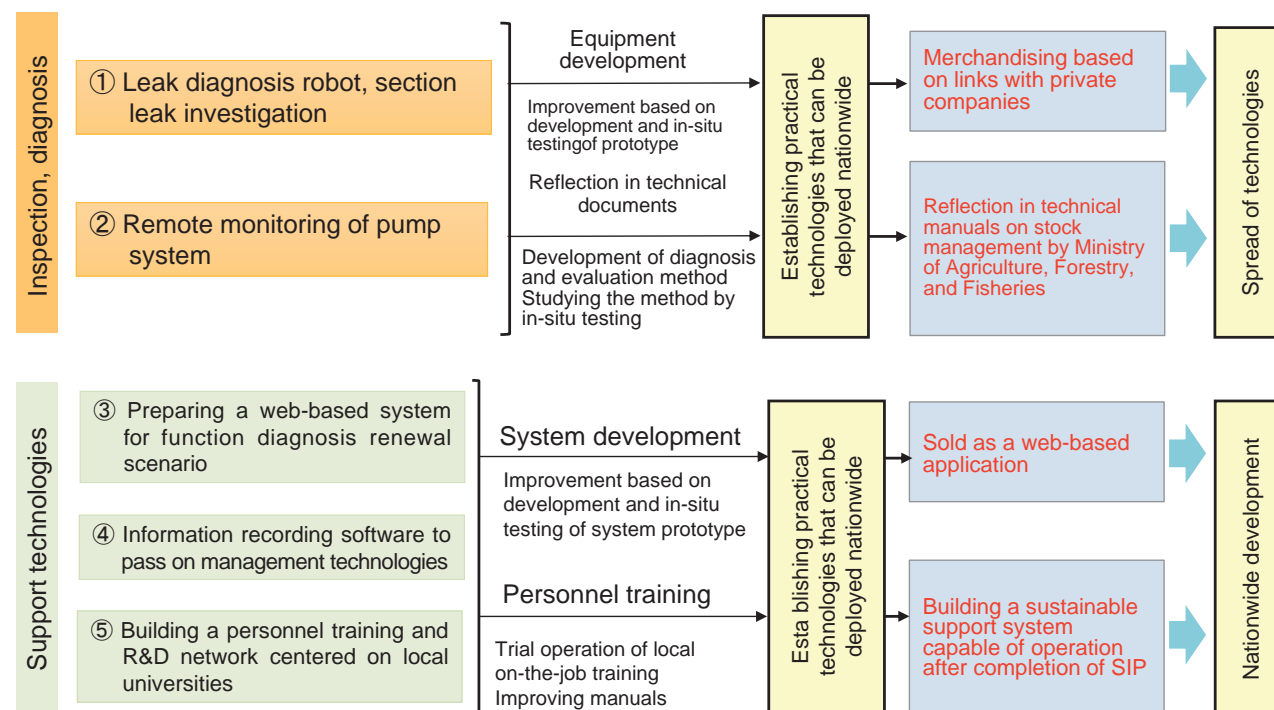 Inspection, diagnosis
① Leak diagnosis robot, section
leak investigation
② Remote monitoring of pump
system
Equipment
development
Improvement based on
development and in-situ
testingof prototype
Reflection in technical
documents
Development of diagnosis
and evaluation method
Studying the method by
in-situ testing
Establishing practical
technologies that can be
deployed nationwide
Merchandising based
on links with private
companies
Reflection in technical
manuals on stock
management by Ministry
of Agriculture, Forestry,
and Fisheries
Spread of technologies
Support technologies
③ Preparing a web-based system
for function diagnosis renewal
scenario
④ Information recording software to
pass on management technologies
⑤ Building a personnel training and
R&D network centered on local
universities
System development
Improvement based on
development and in-situ
testing of system prototype
Personnel training
Trial operation of local
on-the-job training
Improving manuals
Esta blishing practical
technologies that can be
deployed nationwide
Sold as a web-based
application
Building a sustainable
support system
capable of operation
after completion of SIP
Nationwide development